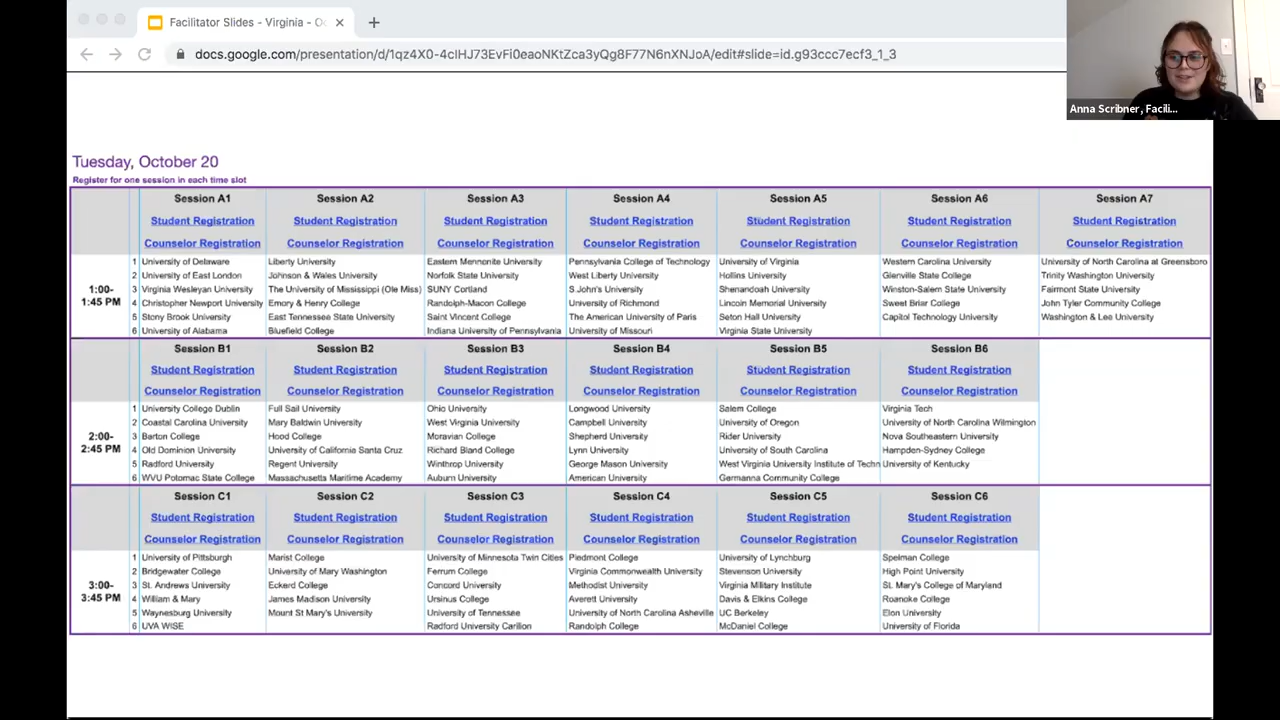 Facilitator Slides - Virginia - Oc
docs.google.com/presentation/d/1qz4X0-4cIHJ73EvFi0eaoNKtZca3yQg8F77N6nXNJoA/edit#slide=id.g93ccc7ecf3_1_3
Anna Scribner, Facili...
Tuesday, October 20
Register for one session in each time slot
Session A1 Session A2 Session A3 Session A4 Session A5 Session A6 Session A7
Student Registration Student Registration Student Registration Student Registration Student Registration Student Registration Student Registration
Counselor Registration Counselor Registration Counselor Registration Counselor Registration Counselor Registration Counselor Registration Counselor Registration
1:00-
1:45 PM
1 University of Delaware Liberty University Eastern Mennonite University Pennsylvania College of Technology University of Virginia Western Carolina University University of North Carolina at Greensboro
2 University of East London Johnson & Wales University Norfolk State University West Liberty University Hollins University Glenville State College Trinity Washington University
3 Virginia Wesleyan University The University of Mississippi (Ole Miss) SUNY Cortland S John's University Shenandoah University Winston-Salem State University Fairmont State University
4 Christopher Newport University Emory & Henry College Randolph-Macon College University of Richmond Lincoln Memorial University Sweet Briar College John Tyler Community College
5 Stony Brook University East Tennessee State University Saint Vincent College The American University of Paris Seton Hall University Capitol Technology University Washington & Lee University
6 University of Alabama Bluefield College Indiana University of Pennsylvania University of Missouri Virginia State University
Session B1 Session B2 Session B3 Session B4 Session B5 Session B6
Student Registration Student Registration Student Registration Student Registration Student Registration Student Registration
Counselor Registration Counselor Registration Counselor Registration Counselor Registration Counselor Registration Counselor Registration
2:00-
2:45 PM
1 University College Dublin Full Sail University Ohio University Longwood University Salem College Virginia Tech
2 Coastal Carolina University Mary Baldwin University West Virginia University Campbell University University of Oregon University of North Carolina Wilmington
3 Barton College Hood College Moravian College Shepherd University Rider University Nova Southeastern University
4 Old Dominion University University of California Santa Cruz Richard Bland College Lynn University University of South Carolina Hampden-Sydney College
5 Radford University Regent University Winthrop University George Mason University West Virginia University Institute of Techn University of Kentucky
6 WVU Potomac State College Massachusetts Maritime Academy Auburn University American University Germanna Community College
Session C1 Session C2 Session C3 Session C4 Session C5 Session C6
Student Registration Student Registration Student Registration Student Registration Student Registration Student Registration
Counselor Registration Counselor Registration Counselor Registration Counselor Registration Counselor Registration Counselor Registration
3:00-
3:45 PM
1 University of Pittsburgh Marist College University of Minnesota Twin Cities Piedmont College University of Lynchburg Spelman College
2 Bridgewater College University of Mary Washington Ferrum College Virginia Commonwealth University Stevenson University High Point University
3 St. Andrews University Eckerd College Concord University Methodist University Virginia Military Institute St. Mary's College of Maryland
4 William & Mary James Madison University Ursinus College Averett University Davis & Elkins College Roanoke College
5 Waynesburg University Mount St Mary's University University of Tennessee University of North Carolina Asheville UC Berkeley Elon University
6 UVA WISE Radford University Carilion Randolph College McDaniel College University of Florida